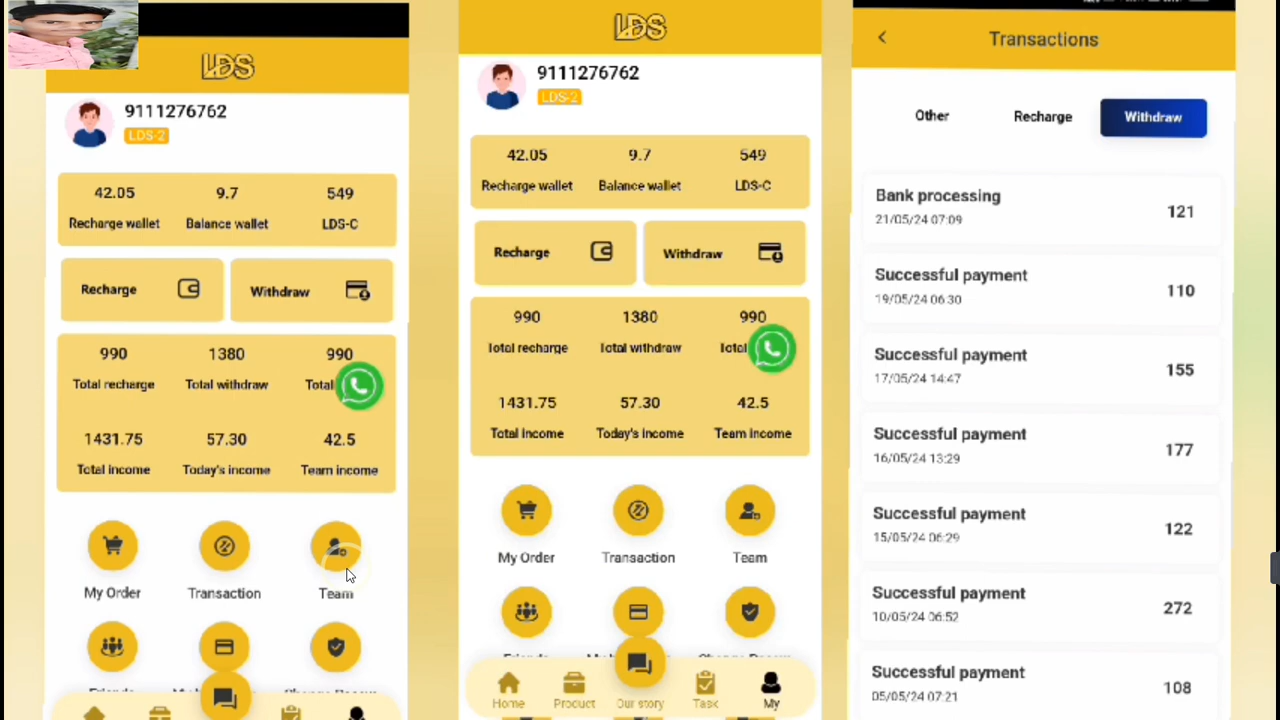 LDS
9111276762
LDS-2
42.05 9.7 549
Recharge wallet Balance wallet LDS-C
Recharge Withdraw
990 1380 990
Total recharge Total withdraw Total
1431.75 57.30 42.5
Total income Today's income Team income
My Order Transaction Team
LDS
9111276762
LDS-2
42.05 9.7 549
Recharge wallet Balance wallet LDS-C
Recharge Withdraw
990 1380 990
Total recharge Total withdraw Total
1431.75 57.30 42.5
Total income Today's income Team income
My Order Transaction Team
Home Product Our story Task My
Transactions
Other Recharge Withdraw
Bank processing
21/05/24 07:09
121
Successful payment
19/05/24 06:30
110
Successful payment
17/05/24 14:47
155
Successful payment
16/05/24 13:29
177
Successful payment
15/05/24 06:29
122
Successful payment
10/05/24 06:52
272
Successful payment
05/05/24 07:21
108